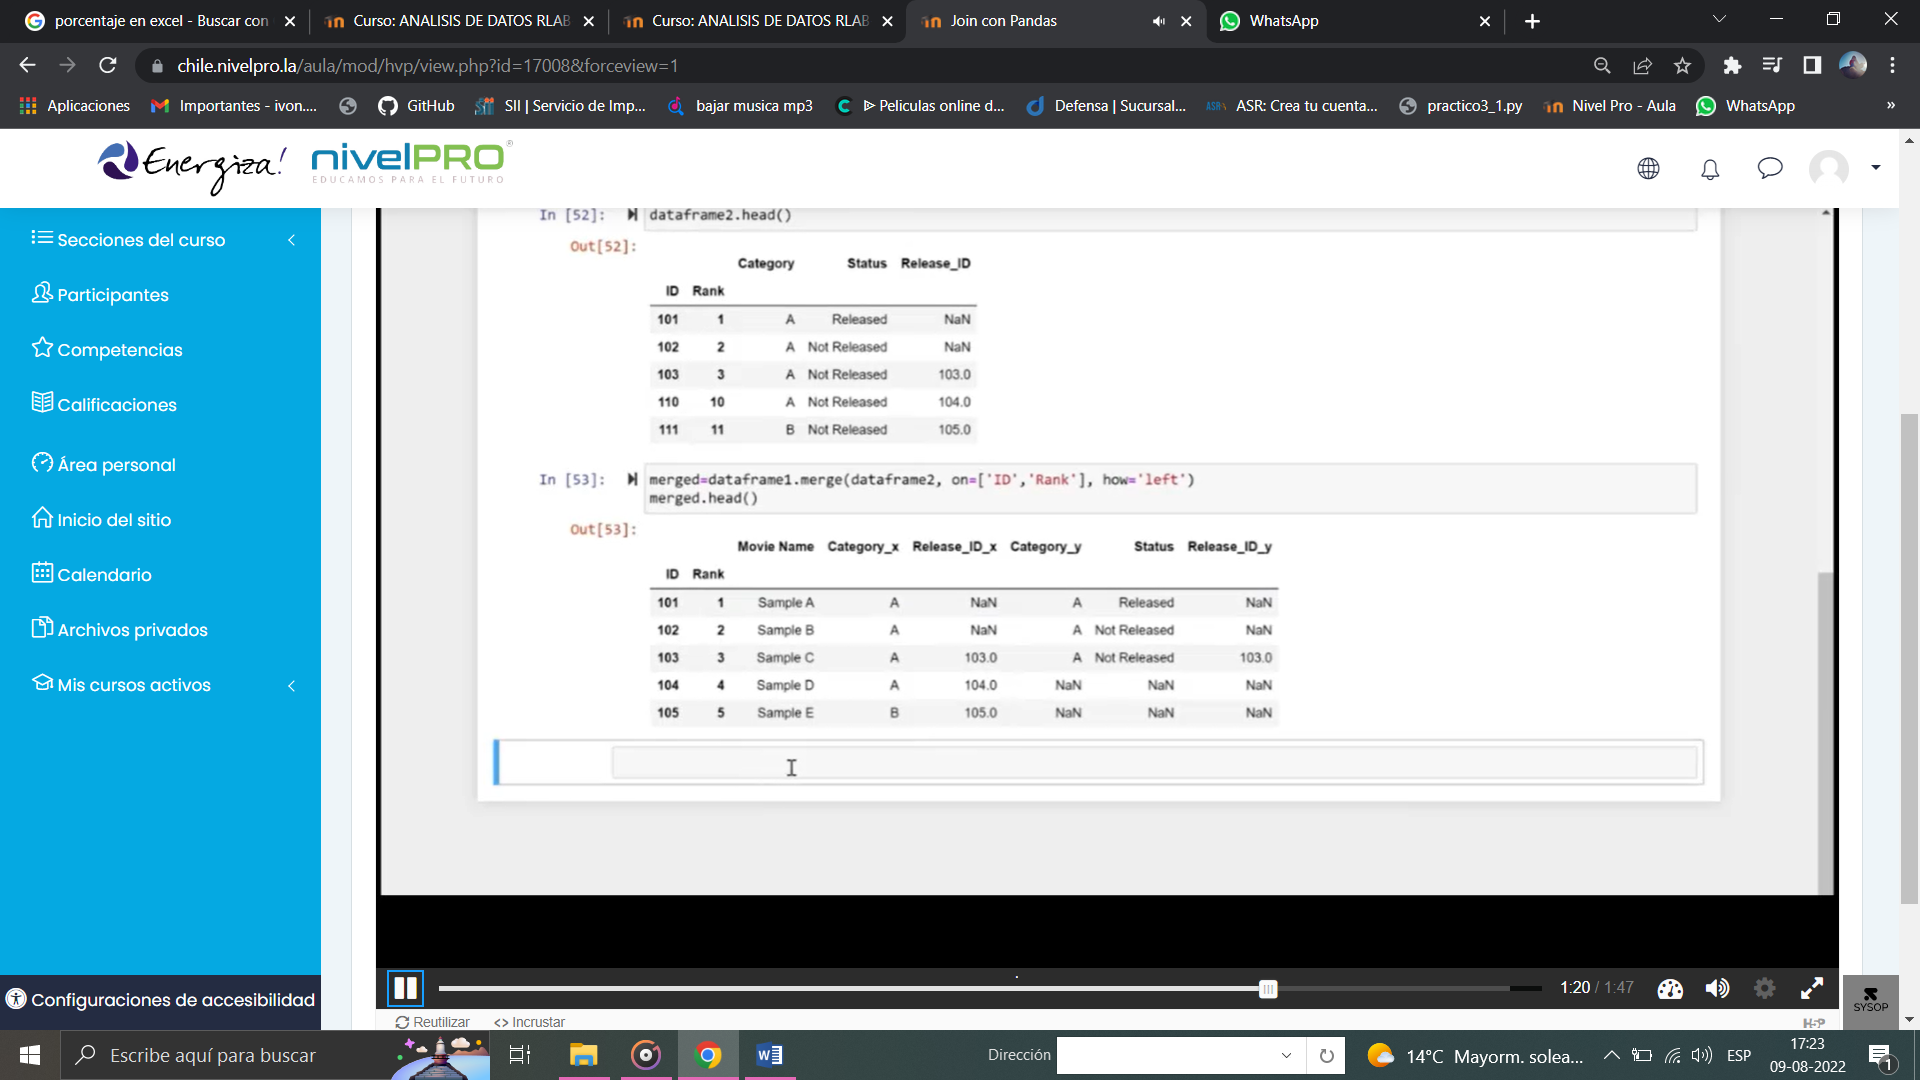 porcentaje en excel - Buscar con
Curso: ANALISIS DE DATOS RLAB
Curso: ANALISIS DE DATOS RLAB
Join con Pandas
WhatsApp
chile.nivelpro.la/aula/mod/hvp/view.php?id=17008&forceview=1
Aplicaciones
Importantes - ivon....
GitHub
SII | Servicio de Imp...
bajar musica mp3
Peliculas online d...
Defensa | Sucursal...
ASR: Crea tu cuenta...
practico3_1.py
Nivel Pro - Aula
WhatsApp
»
Energiza!
nivelPRO
EDUCAMOS PARA EL FUTURO
Secciones del curso
Participantes
Competencias
Calificaciones
Área personal
Inicio del sitio
Calendario
Archivos privados
Mis cursos activos
Configuraciones de accesibilidad
In [52]: dataframe2.head()
Out[52]:
Category Status Release_ID
ID Rank
101 1 A Released NaN
102 2 A Not Released NaN
103 3 A Not Released 103.0
110 10 A Not Released 104.0
111 11 B Not Released 105.0
In [53]: merged=dataframe1.merge(dataframe2, on=['ID','Rank'], how='left')
merged.head()
Out[53]:
Movie Name Category_x Release_ID_x Category_y Status Release_ID_y
ID Rank
101 1 Sample A A NaN A Released NaN
102 2 Sample B A NaN A Not Released NaN
103 3 Sample C A 103.0 A Not Released 103.0
104 4 Sample D A 104.0 NaN NaN NaN
105 5 Sample E B 105.0 NaN NaN NaN
1:20 / 1:47
SYSOP
Reutilizar
<> Incrustar
H-P
Escribe aquí para buscar
Dirección
14°C Mayorm. solea...
ESP
17:23
09-08-2022
1